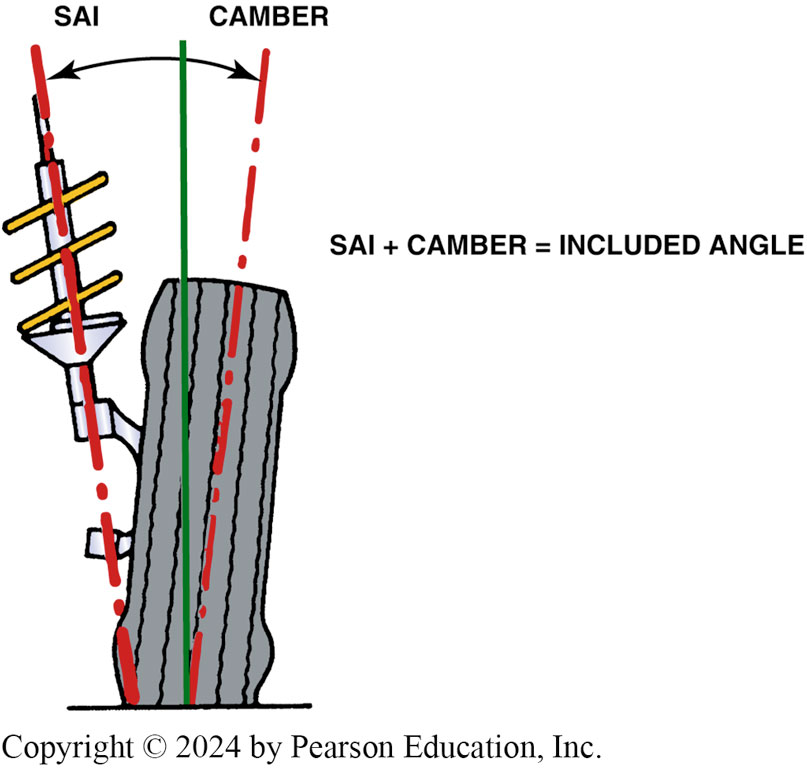 SAI CAMBER
SAI + CAMBER = INCLUDED ANGLE
Copyright © 2024 by Pearson Education, Inc.